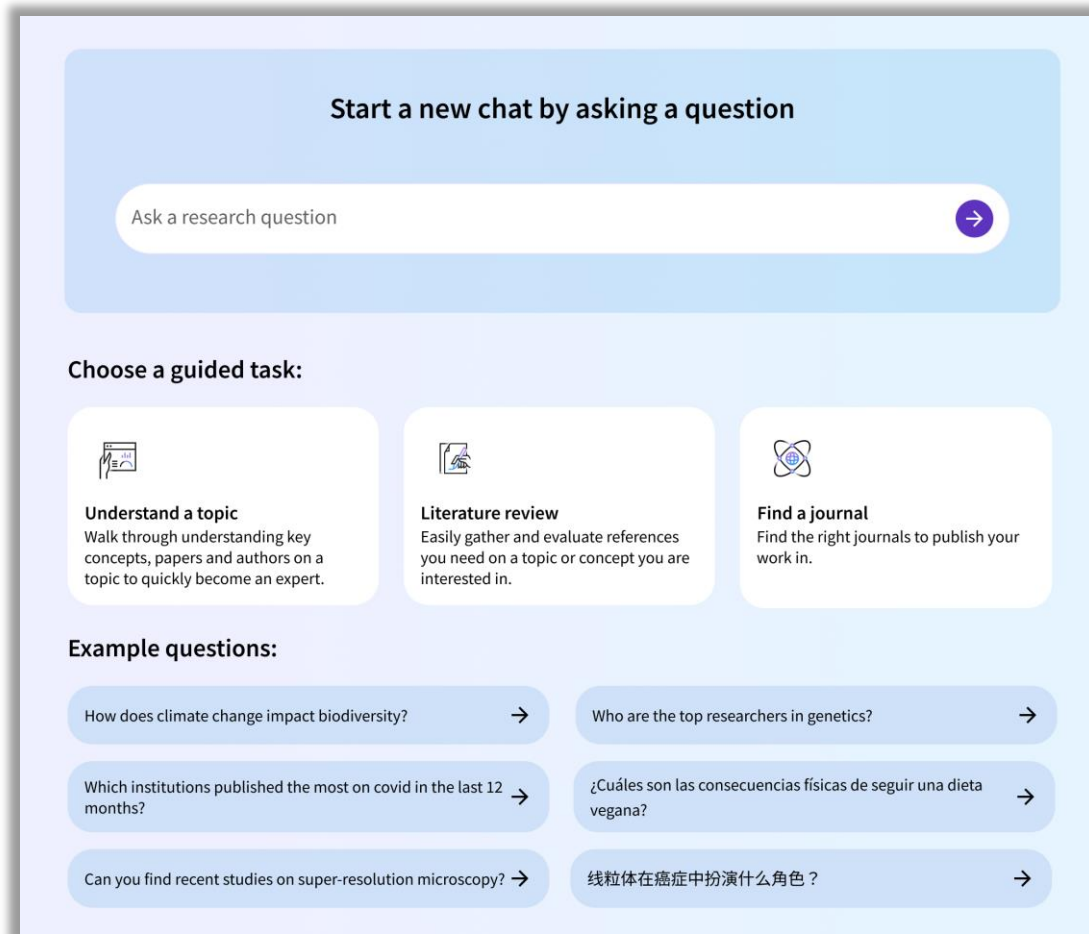 Start a new chat by asking a question
Ask a research question
Choose a guided task:
Understand a topic
Walk through understanding key
concepts, papers and authors on a
topic to quickly become an expert.
Literature review
Easily gather and evaluate references
you need on a topic or concept you are
interested in.
Find a journal
Find the right journals to publish your
work in.
Example questions:
How does climate change impact biodiversity?
Who are the top researchers in genetics?
Which institutions published the most on covid in the last 12
months?
¿Cuáles son las consecuencias físicas de seguir una dieta
vegana?
Can you find recent studies on super-resolution microscopy?
线粒体在癌症中扮演什么角色？